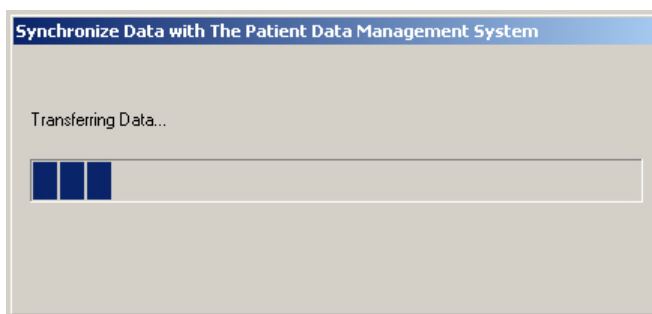 Synchronize Data with The Patient Data Management System
Transferring Data...